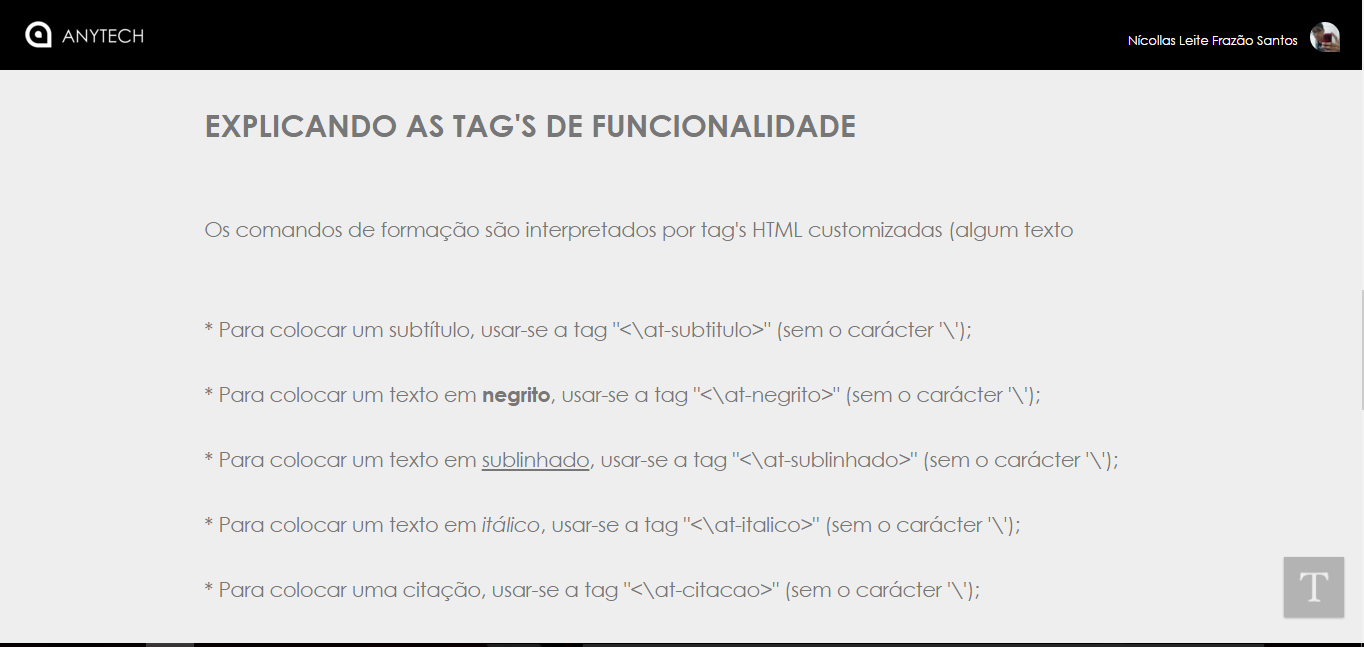 ANYTECH
Nícollas Leite Frazão Santos
EXPLICANDO AS TAG'S DE FUNCIONALIDADE
Os comandos de formação são interpretados por tag's HTML customizadas (algum texto
* Para colocar um subtítulo, usar-se a tag "<\at-subtitulo>" (sem o carácter '\');
* Para colocar um texto em negrito, usar-se a tag "<\at-negrito>" (sem o carácter '\');
* Para colocar um texto em sublinhado, usar-se a tag "<\at-sublinhado>" (sem o carácter '\');
* Para colocar um texto em itálico, usar-se a tag "<\at-italico>" (sem o carácter '\');
* Para colocar uma citação, usar-se a tag "<\at-citacao>" (sem o carácter '\');
T